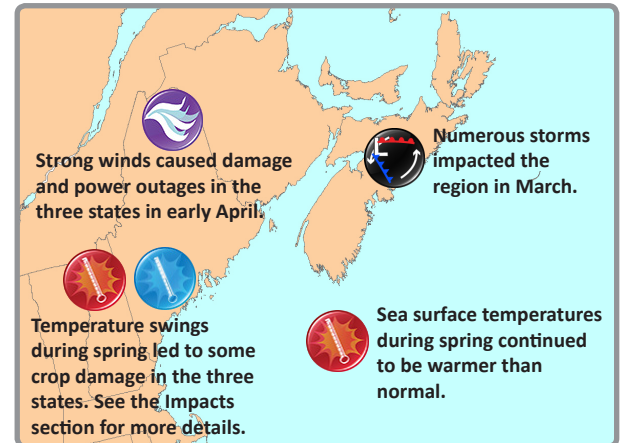 Strong winds caused damage
and power outages in the
three states in early April.
Numerous storms
impacted the
region in March.
Temperature swings
during spring led to some
crop damage in the three
states. See the Impacts
section for more details.
Sea surface temperatures
during spring continued
to be warmer than
normal.